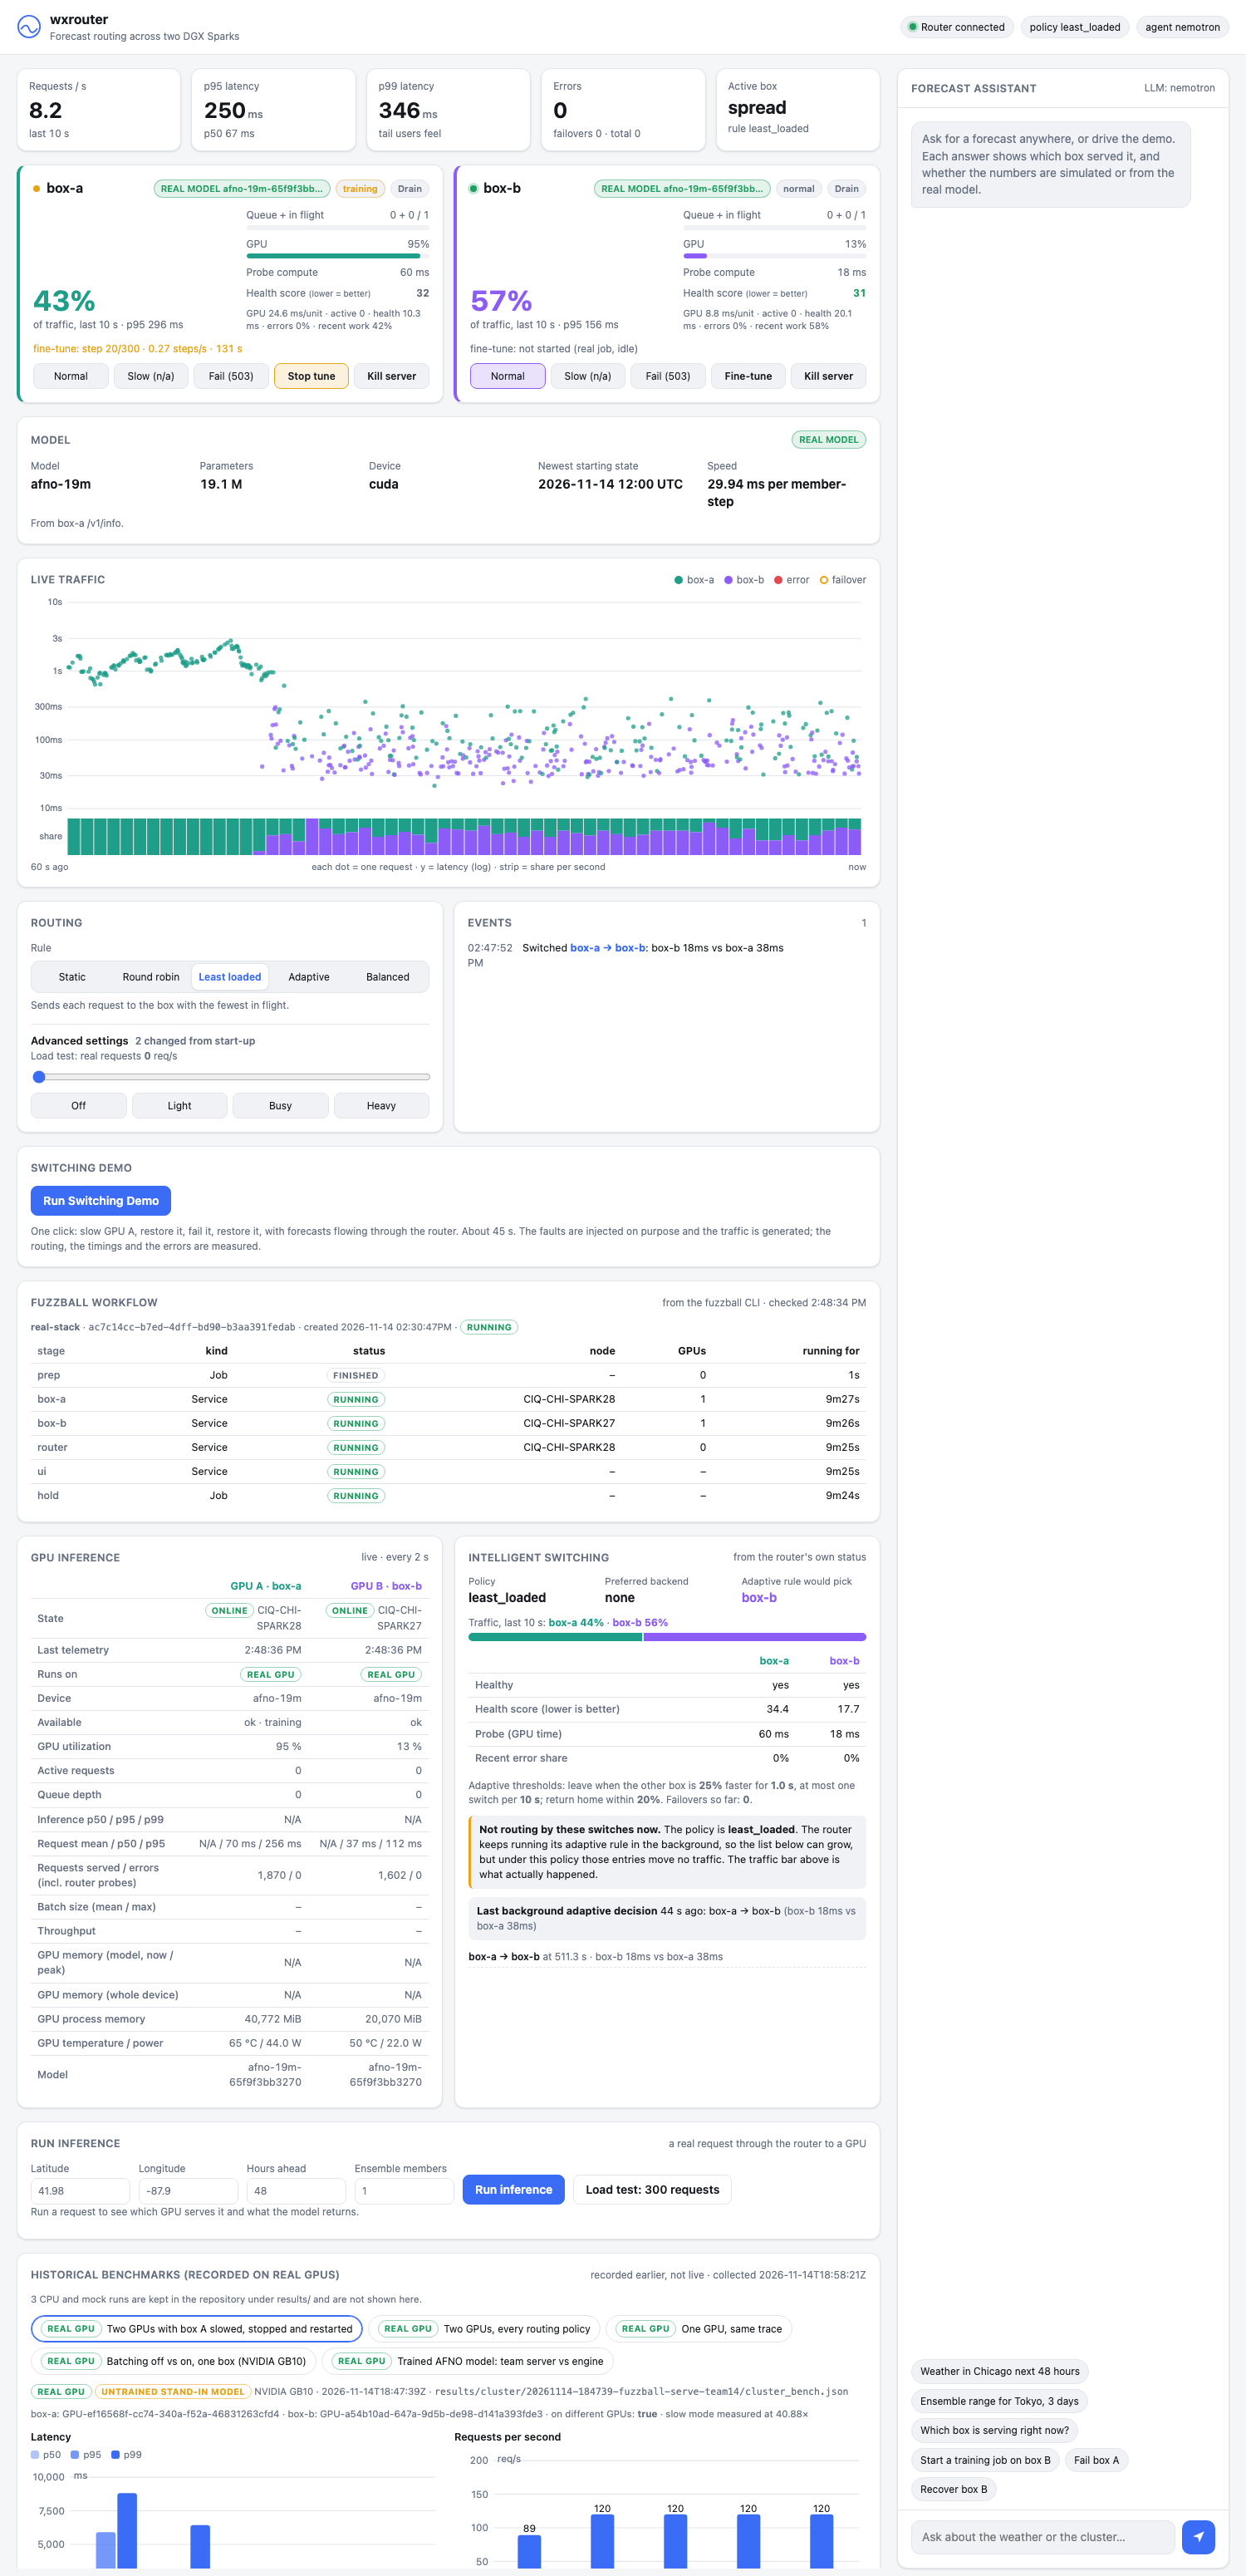 wxrouter
Forecast routing across two DGX Sparks
Router connected
policy least_loaded
agent nemotron
Requests / s
8.2
last 10 s
p95 latency
250 ms
p50 67 ms
p99 latency
346 ms
tail users feel
Errors
0
failovers 0 · total 0
Active box
spread
rule least_loaded
box-a
REAL MODEL afno-19m-65f9f3bb...
training
Drain
Queue + in flight 0 + 0 / 1
GPU 95%
Probe compute 60 ms
Health score (lower = better) 32
GPU 24.6 ms/unit · active 0 · health 10.3
ms · errors 0% · recent work 42%
43%
of traffic, last 10 s · p95 296 ms
fine-tune: step 20/300 · 0.27 steps/s · 131 s
Normal
Slow (n/a)
Fail (503)
Stop tune
Kill server
box-b
REAL MODEL afno-19m-65f9f3bb...
normal
Drain
Queue + in flight 0 + 0 / 1
GPU 13%
Probe compute 18 ms
Health score (lower = better) 31
GPU 8.8 ms/unit · active 0 · health 20.1
ms · errors 0% · recent work 58%
57%
of traffic, last 10 s · p95 156 ms
fine-tune: not started (real job, idle)
Normal
Slow (n/a)
Fail (503)
Fine-tune
Kill server
MODEL
REAL MODEL
Model
afno-19m
Parameters
19.1 M
Device
cuda
Newest starting state
2026-11-14 12:00 UTC
Speed
29.94 ms per member-
step
From box-a /v1/info.
LIVE TRAFFIC
box-a
box-b
error
failover
10s
3s
1s
300ms
100ms
30ms
10ms
share
60 s ago
each dot = one request · y = latency (log) · strip = share per second
now
ROUTING
Rule
Static
Round robin
Least loaded
Adaptive
Balanced
Sends each request to the box with the fewest in flight.
Advanced settings 2 changed from start-up
Load test: real requests 0 req/s
Off
Light
Busy
Heavy
EVENTS
1
02:47:52 Switched box-a → box-b: box-b 18ms vs box-a 38ms
PM
SWITCHING DEMO
Run Switching Demo
One click: slow GPU A, restore it, fail it, restore it, with forecasts flowing through the router. About 45 s. The faults are injected on purpose and the traffic is generated; the
routing, the timings and the errors are measured.
FUZZBALL WORKFLOW
from the fuzzball CLI · checked 2:48:34 PM
real-stack · ac7c14cc-b7ed-4dff-bd90-b3aa391fedab · created 2026-11-14 02:30:47PM · RUNNING
stage kind status node GPUs running for
prep Job FINISHED – 0 1s
box-a Service RUNNING CIQ-CHI-SPARK28 1 9m27s
box-b Service RUNNING CIQ-CHI-SPARK27 1 9m26s
router Service RUNNING CIQ-CHI-SPARK28 0 9m25s
ui Service RUNNING – – 9m25s
hold Job RUNNING – – 9m24s
GPU INFERENCE
live · every 2 s
GPU A · box-a GPU B · box-b
State ONLINE CIQ-CHI-SPARK28 ONLINE CIQ-CHI-SPARK27
Last telemetry 2:48:36 PM 2:48:36 PM
Runs on REAL GPU REAL GPU
Device afno-19m afno-19m
Available ok · training ok
GPU utilization 95 % 13 %
Active requests 0 0
Queue depth 0 0
Inference p50 / p95 / p99 N/A N/A
Request mean / p50 / p95 N/A / 70 ms / 256 ms N/A / 37 ms / 112 ms
Requests served / errors
(incl. router probes) 1,870 / 0 1,602 / 0
Batch size (mean / max) – –
Throughput – –
GPU memory (model, now /
peak) N/A N/A
GPU memory (whole device) N/A N/A
GPU process memory 40,772 MiB 20,070 MiB
GPU temperature / power 65 °C / 44.0 W 50 °C / 22.0 W
Model afno-19m-65f9f3bb3270 afno-19m-65f9f3bb3270
INTELLIGENT SWITCHING
from the router's own status
Policy
least_loaded
Preferred backend
none
Adaptive rule would pick
box-b
Traffic, last 10 s: box-a 44% · box-b 56%
box-a box-b
Healthy yes yes
Health score (lower is better) 34.4 17.7
Probe (GPU time) 60 ms 18 ms
Recent error share 0% 0%
Adaptive thresholds: leave when the other box is 25% faster for 1.0 s, at most one
switch per 10 s; return home within 20%. Failovers so far: 0.
Not routing by these switches now. The policy is least_loaded. The router
keeps running its adaptive rule in the background, so the list below can grow,
but under this policy those entries move no traffic. The traffic bar above is
what actually happened.
Last background adaptive decision 44 s ago: box-a → box-b (box-b 18ms vs
box-a 38ms)
box-a → box-b at 511.3 s · box-b 18ms vs box-a 38ms
RUN INFERENCE
a real request through the router to a GPU
Latitude
41.98
Longitude
-87.9
Hours ahead
48
Ensemble members
1
Run inference
Load test: 300 requests
Run a request to see which GPU serves it and what the model returns.
HISTORICAL BENCHMARKS (RECORDED ON REAL GPUS)
recorded earlier, not live · collected 2026-11-14T18:58:21Z
3 CPU and mock runs are kept in the repository under results/ and are not shown here.
REAL GPU Two GPUs with box A slowed, stopped and restarted
REAL GPU Two GPUs, every routing policy
REAL GPU One GPU, same trace
REAL GPU Batching off vs on, one box (NVIDIA GB10)
REAL GPU Trained AFNO model: team server vs engine
REAL GPU UNTRAINED STAND-IN MODEL NVIDIA GB10 · 2026-11-14T18:47:39Z · results/cluster/20261114-184739-fuzzball-serve-team14/cluster_bench.json
box-a: GPU-ef16568f-cc74-340a-f52a-46831263cfd4 · box-b: GPU-a54b10ad-647a-9d5b-de98-d141a393fde3 · on different GPUs: true · slow mode measured at 40.88×
Latency
p50
p95
p99
10,000
ms
7,500
5,000
Requests per second
200
req/s
150
100
50
89
120
120
120
120
FORECAST ASSISTANT
LLM: nemotron
Ask for a forecast anywhere, or drive the demo.
Each answer shows which box served it, and
whether the numbers are simulated or from the
real model.
Weather in Chicago next 48 hours
Ensemble range for Tokyo, 3 days
Which box is serving right now?
Start a training job on box B
Fail box A
Recover box B
Ask about the weather or the cluster...